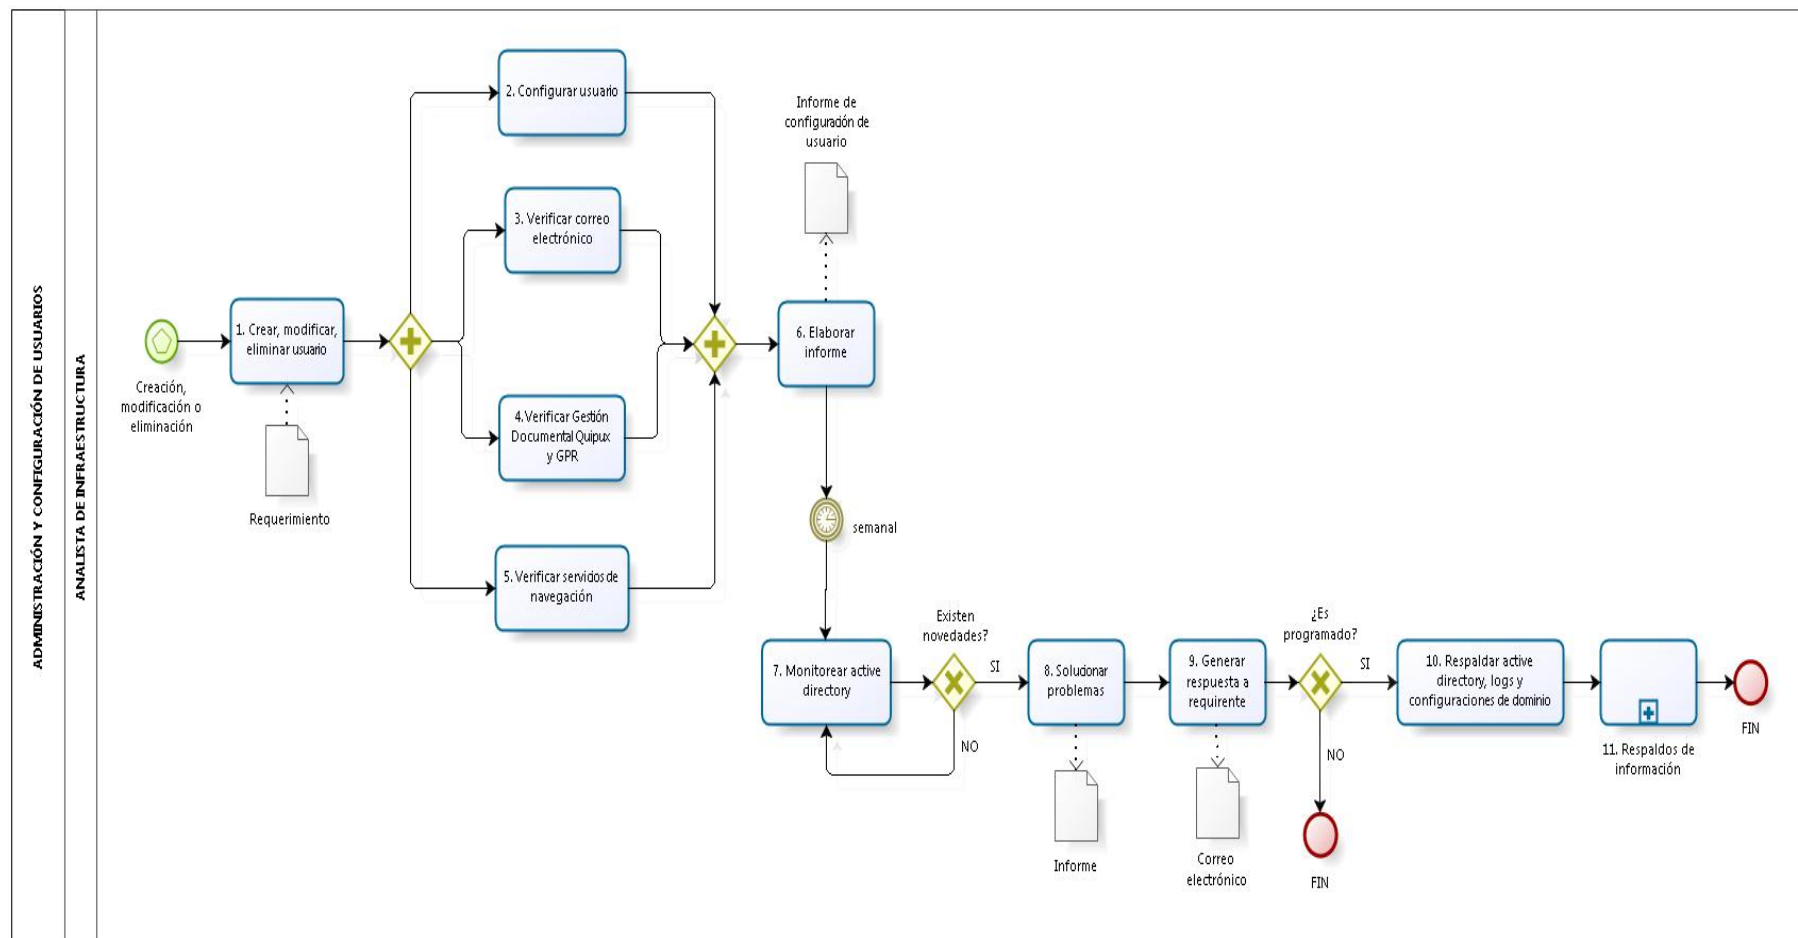 ADMINISTRACIÓN Y CONFIGURACIÓN DE USUARIOS
ANALISTA DE INFRAESTRUCTURA
Creación,
modificación o
eliminación
1. Crear, modificar,
eliminar usuario
Requerimiento
2. Configurar usuario
3. Verificar correo
electrónico
4. Verificar Gestión
Documental Quipux
y GPR
5. Verificar servicios de
navegación
Informe de
configuración de
usuario
6. Elaborar
informe
semanal
7. Monitorear active
directory
Existen
novedades?
SI
NO
8. Solucionar
problemas
Informe
9. Generar
respuesta a
requirente
Correo
electrónico
¿Es
programado?
SI
NO
FIN
10. Respaldar active
directory, logs y
configuraciones de dominio
11. Respaldos de
información
FIN